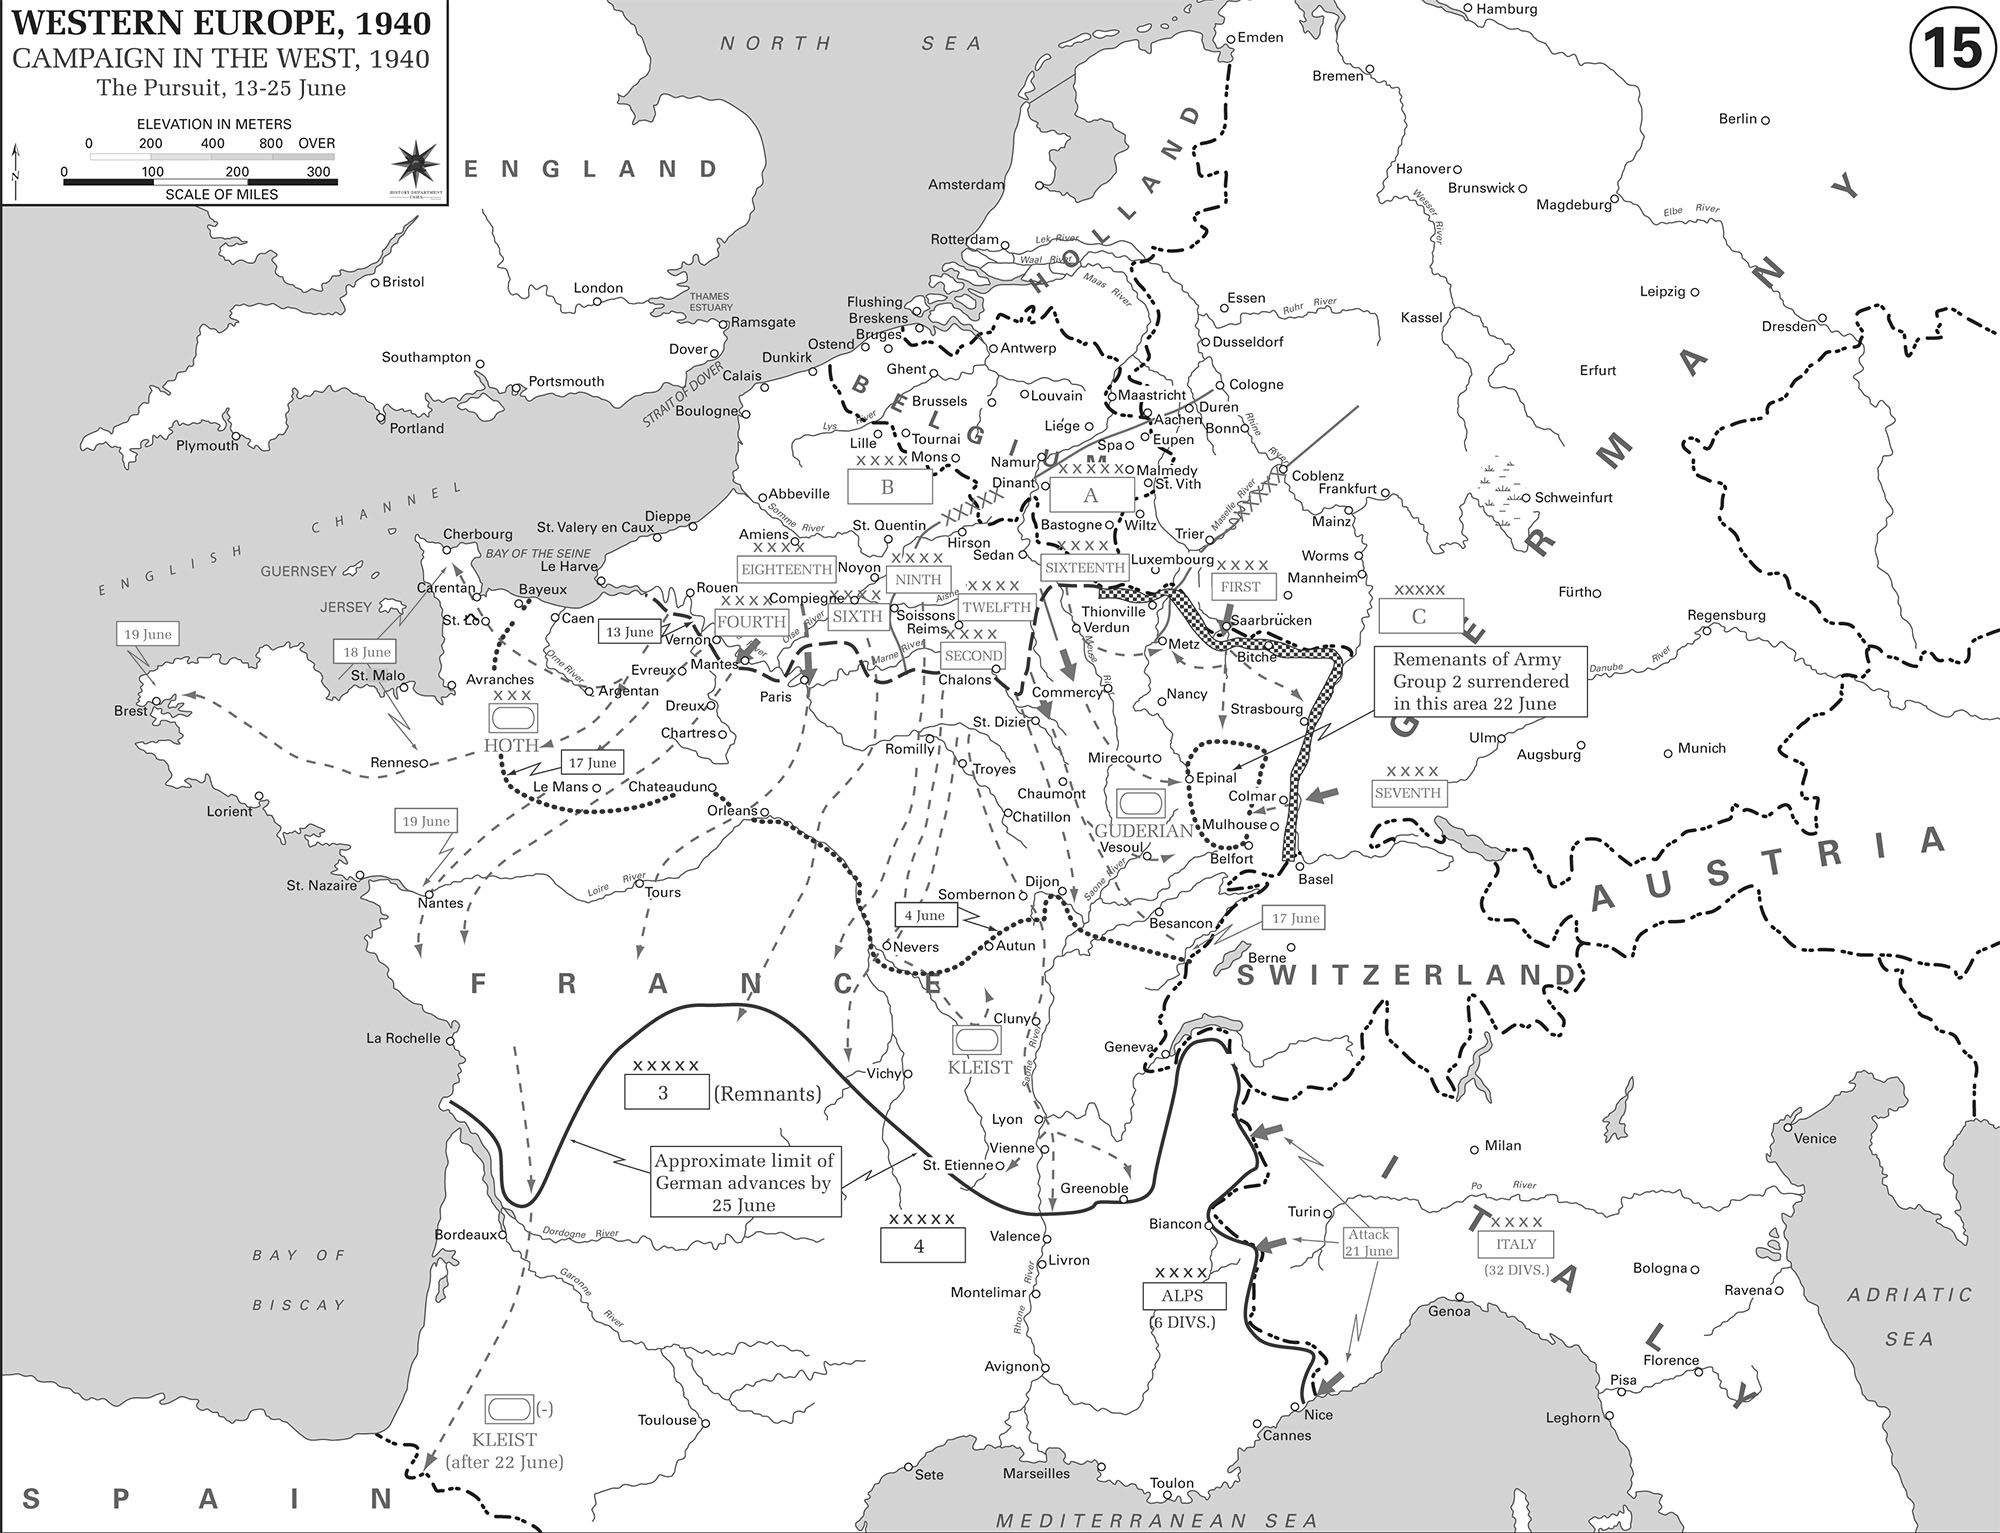 WESTERN EUROPE, 1940
CAMPAIGN IN THE WEST, 1940
The Pursuit, 13-25 June
ELEVATION IN METERS
0 200 400 800 OVER
0 100 200 300
SCALE OF MILES
N
HISTORY DEPARTMENT
USMA
15
NORTH SEA
ENGLAND
HOLLAND
BELGIUM
GERMANY
Hamburg
Emden
Bremen
Berlin
Hanover
Brunswick
Magdeburg
Elbe River
Wesser River
Amsterdam
Rotterdam
Lek River
Waal River
Maas River
Bristol
London
THAMES
ESTUARY
Ramsgate
Dover
STRAIT OF DOVER
Southampton
Portsmouth
Portland
Plymouth
Flushing
Breskens
Bruges
Ostend
Dunkirk
Calais
Boulogne
Antwerp
Ghent
Brussels
Louvain
Maastricht
Essen
Ruhr River
Dusseldorf
Cologne
Duren
Aachen
Bonn
Kassel
Leipzig
Dresden
Erfurt
Lys River
Lille
Tournai
Mons
Liége
Spa
Eupen
Namur
Dinant
Malmedy
St. Vith
Rhine River
Coblenz
Frankfurt
Mainz
Schweinfurt
XXXX
B
XXXXX
A
XXXXX
XXXXX
Maselle River
ENGLISH CHANNEL
Abbeville
Somme River
Dieppe
St. Valery en Caux
Amiens
St. Quentin
Hirson
Sedan
Bastogne
Wiltz
Trier
Luxembourg
Worms
Mannheim
Fürtho
Regensburg
Cherbourg
BAY OF THE SEINE
Le Harve
GUERNSEY
JERSEY
Carentan
Bayeux
St. Lo
Caen
Rouen
Noyon
Compiegne
Soissons
Reims
Aisne
Oise River
Marne River
XXXX
EIGHTEENTH
XXXX
NINTH
XXXX
SIXTEENTH
XXXX
FIRST
XXXXX
C
XXXX
FOURTH
XXXX
SIXTH
XXXX
TWELFTH
XXXX
SECOND
13 June
Vernon
Mantes
Evreux
Paris
Chalons
Thionville
Verdun
Meuse River
Metz
Saarbrücken
Bitche
Commercy
Nancy
Strasbourg
Remenants of Army
Group 2 surrendered
in this area 22 June
Danube River
19 June
18 June
St. Malo
Avranches
Orne River
Argentan
Dreux
Chartres
Brest
Rennes
XXX
HOTH
17 June
Le Mans
Chateaudun
Orleans
St. Dizier
Romilly
Troyes
Chaumont
Chatillon
Mirecourt
Epinal
Colmar
Mulhouse
Belfort
Basel
GUDERIAN
Vesoul
Saone River
XXXX
SEVENTH
Ulm
Augsburg
Munich
AUSTRIA
Lorient
19 June
St. Nazaire
Nantes
Loire River
Tours
Sombernon
Dijon
4 June
Nevers
Autun
Besancon
17 June
Berne
SWITZERLAND
FRANCE
La Rochelle
Cluny
KLEIST
Saone River
Geneva
Vichy
XXXXX
3 (Remnants)
Approximate limit of
German advances by
25 June
Lyon
Vienne
St. Etienne
Grenoble
Milan
Venice
Po River
Turin
ITALY
Bordeaux
Dordogne River
Garonne River
XXXXX
4
Valence
Livron
Montelimar
Rhone River
Biancon
XXXX
ALPS
(6 DIVS.)
Attack
21 June
XXXX
ITALY
(32 DIVS.)
Bologna
Ravena
Genoa
BAY OF
BISCAY
ADRIATIC
SEA
Avignon
Florence
Pisa
Leghorn
(-)
KLEIST
(after 22 June)
Toulouse
Nice
Cannes
Sete
Marseilles
Toulon
SPAIN
MEDITERRANEAN SEA